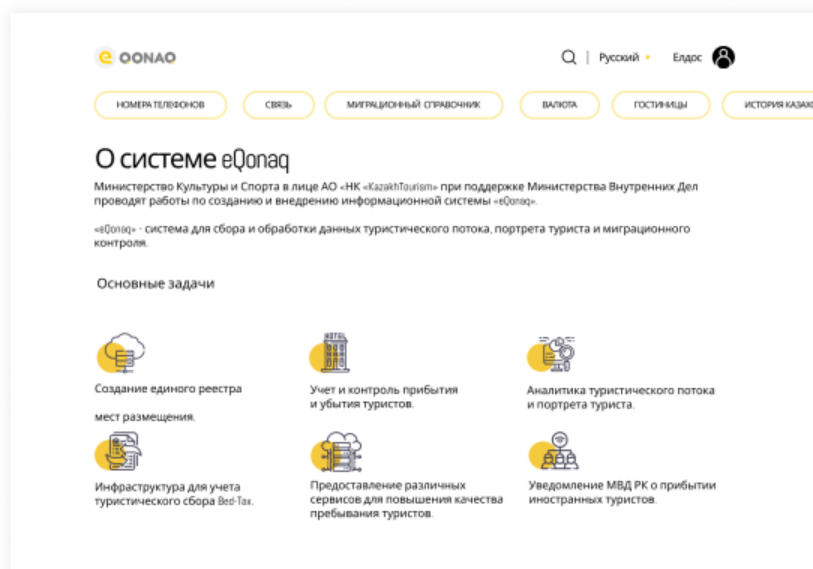 QONAQ
Русский
Елдос
НОМЕРА ТЕЛЕФОНОВ
СВЯЗЬ
МИГРАЦИОННЫЙ СПРАВОЧНИК
ВАЛЮТА
ГОСТИНИЦЫ
ИСТОРИЯ
О системе eQonaq
Министерство Культуры и Спорта в лице АО «НК «KazakhTourism» при поддержке Министерства Внутренних Дел
проводят работы по созданию и внедрению информационной системы «eQonaq».
«eQonaq» - система для сбора и обработки данных туристического потока, портрета туриста и миграционного
контроля.
Основные задачи
Создание единого реестра
мест размещения.
HOTEL
Учет и контроль прибытия
и убытия туристов.
Аналитика туристического потока
и портрета туриста.
Инфраструктура для учета
туристического сбора Bed-Tax.
Предоставление различных
сервисов для повышения качества
пребывания туристов.
Уведомление МВД РК о прибытии
иностранных туристов.